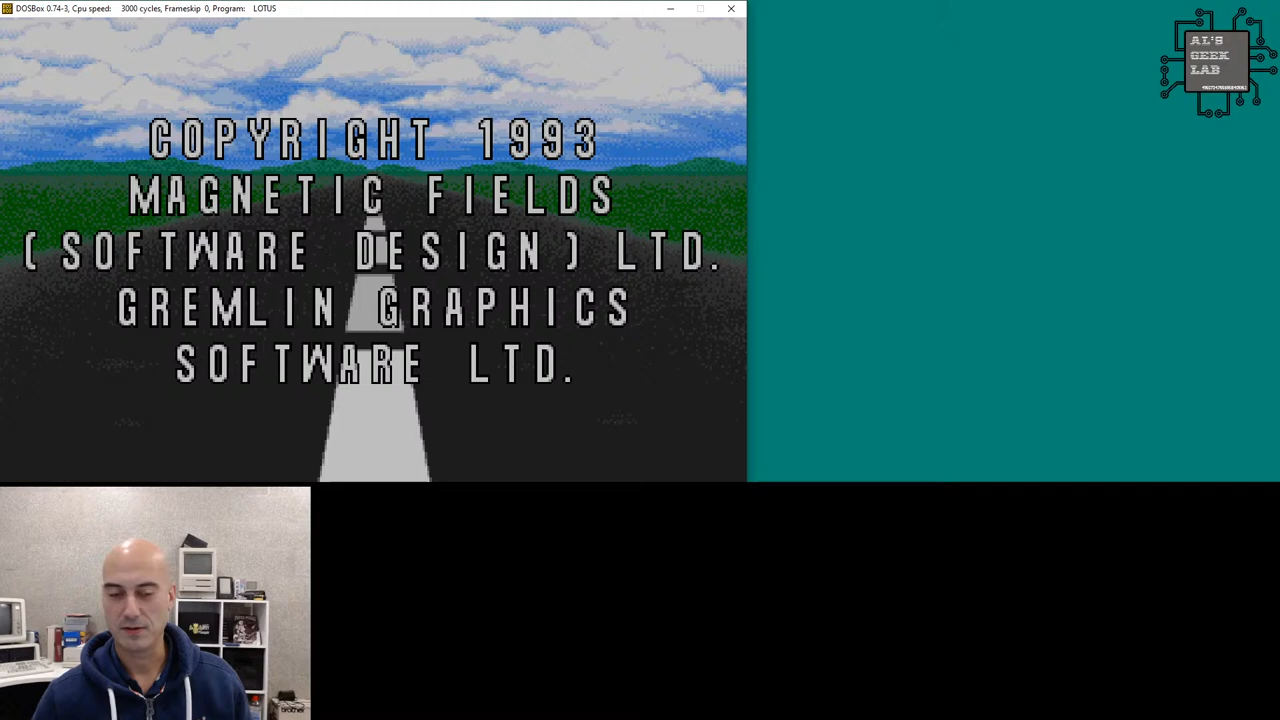 DOSBox 0.74-3, Cpu speed: 3000 cycles, Frameskip 0, Program: LOTUS
AL'S
GEEK
LAB
COPYRIGHT 1993
MAGNETIC FIELDS
(SOFTWARE DESIGN) LTD.
GREMLIN GRAPHICS
SOFTWARE LTD.
brother